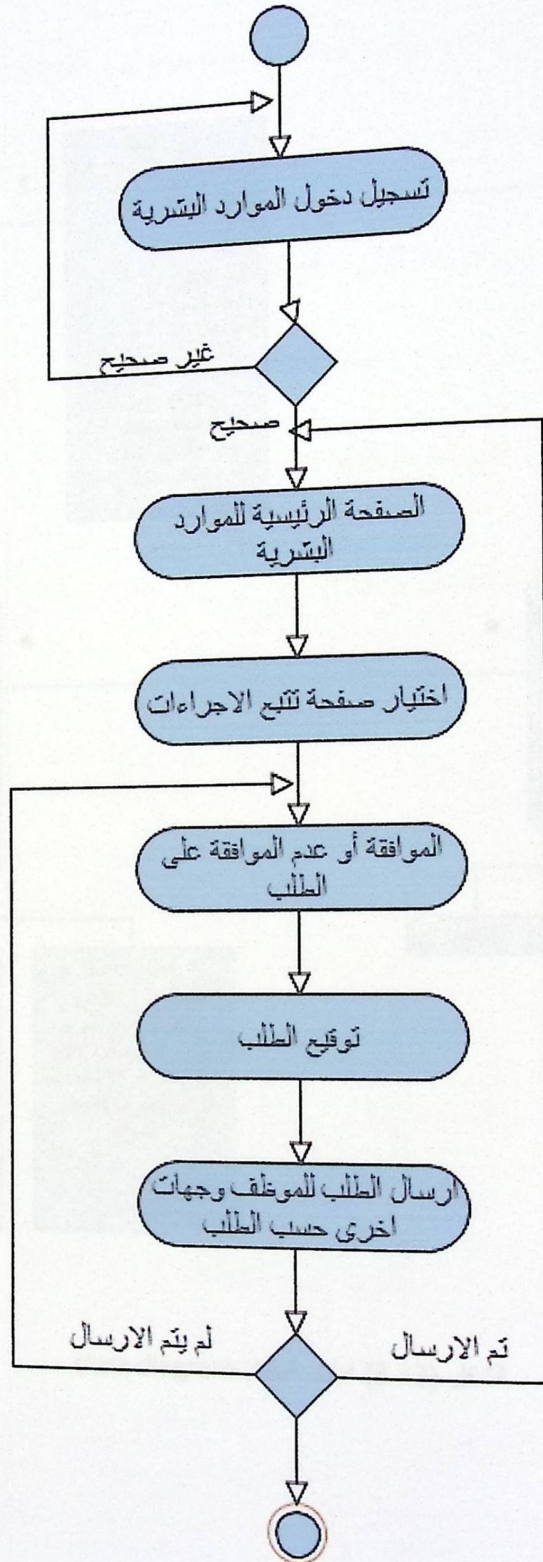 تسجيل دخول الموارد البشرية
غير صحيح
صحيح
الصفحة الرئيسية للموارد
البشرية
اختيار صفحة تتبع الاجراءات
الموافقة أو عدم الموافقة على
الطلب
توقيع الطلب
ارسال الطلب للموظف وجهات
اخرى حسب الطلب
تم الارسال
لم يتم الارسال